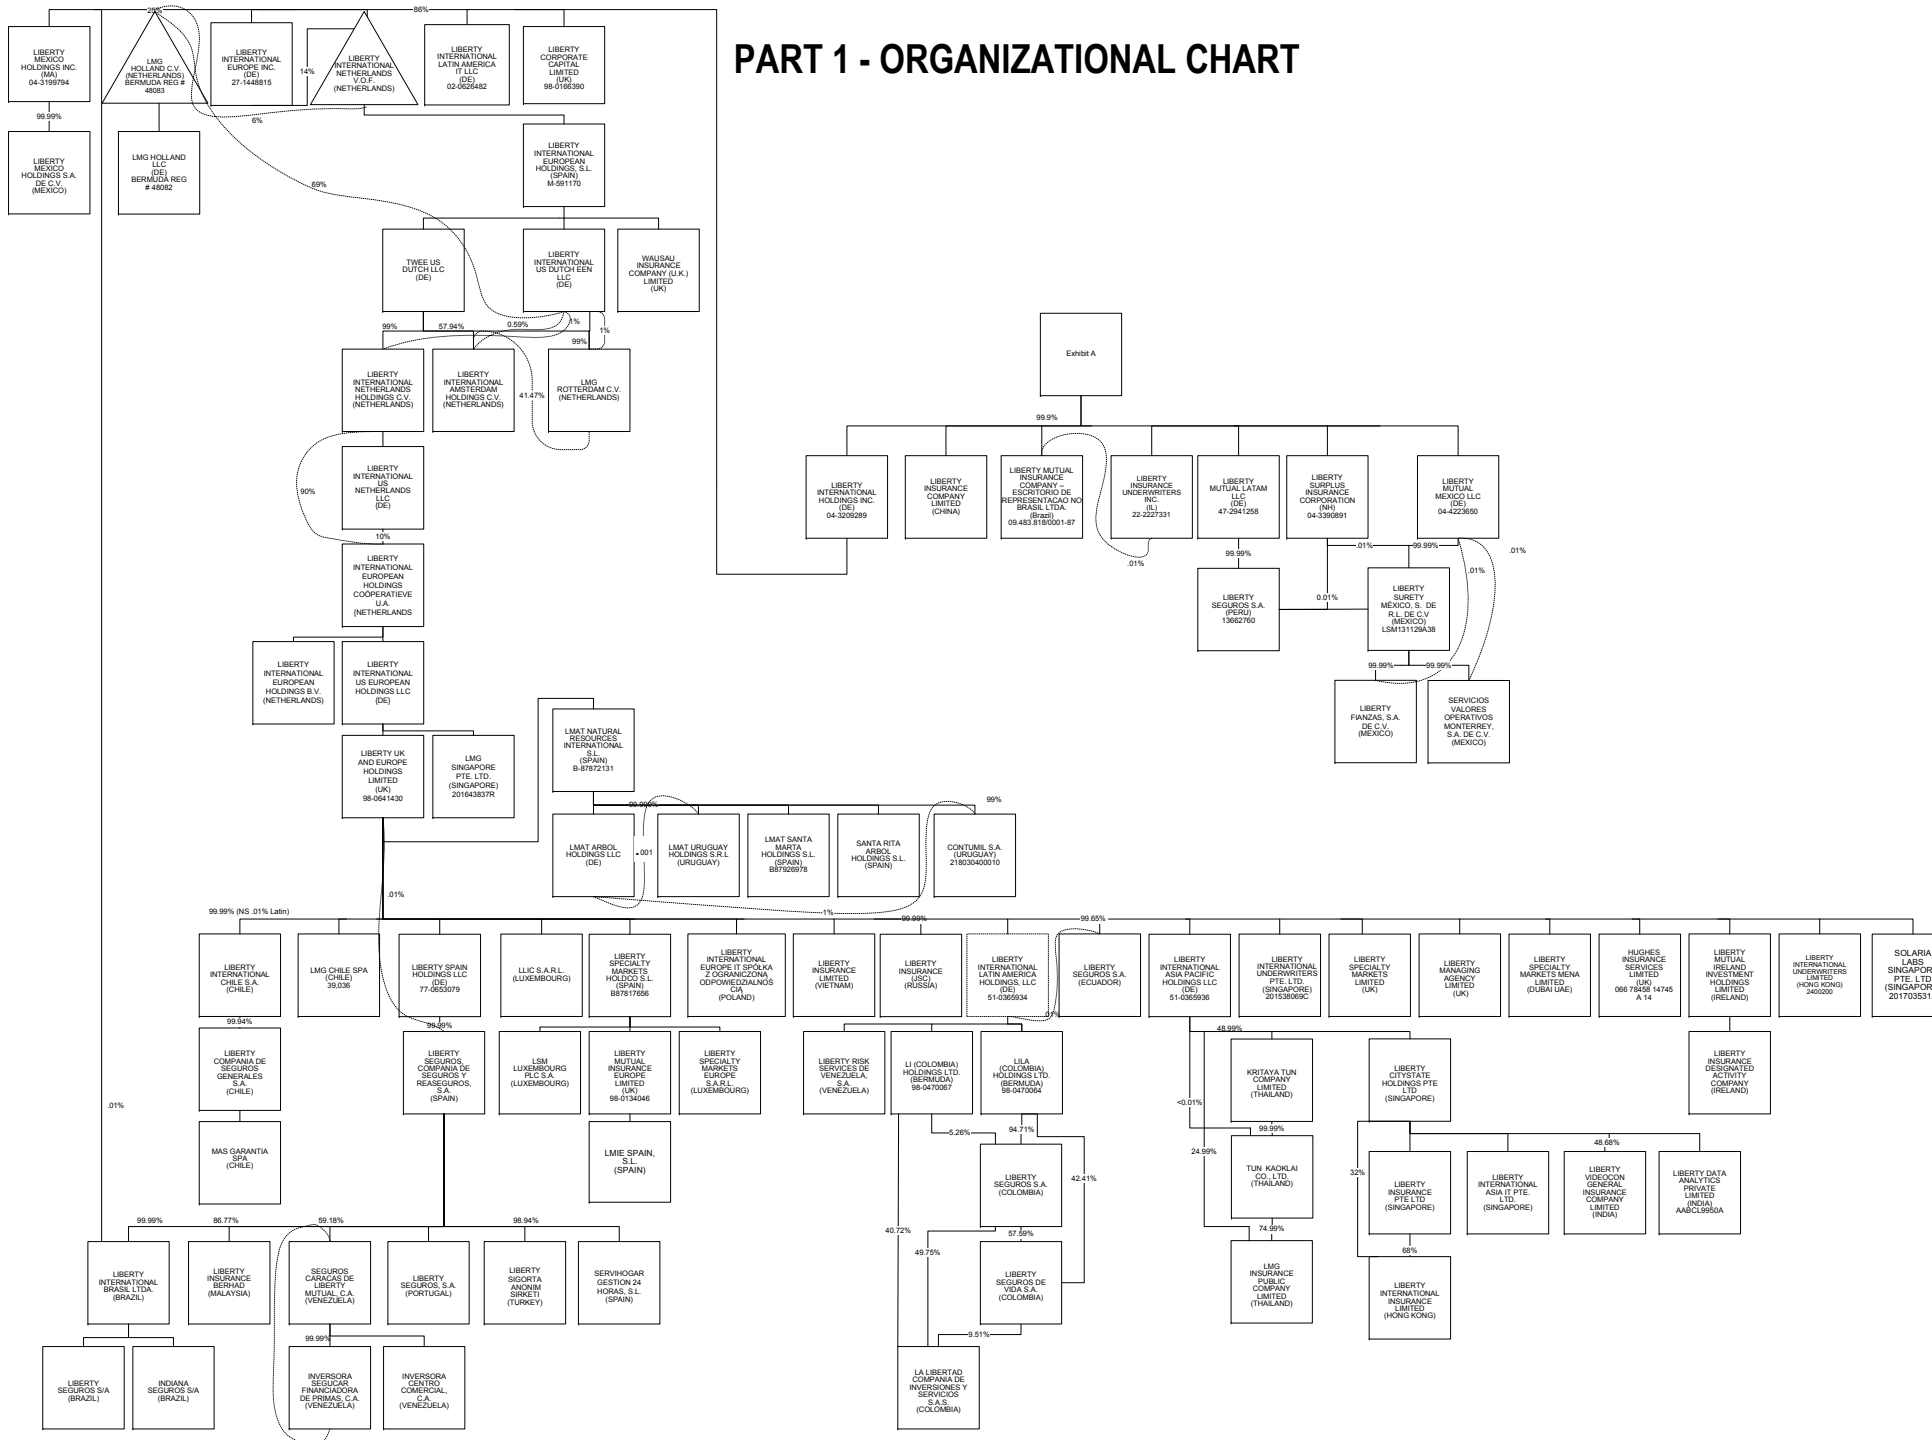 PART 1 - ORGANIZATIONAL CHART
25%
86%
LIBERTY
MEXICO
HOLDINGS INC.
(MA)
04-3199794
LMG
HOLLAND C.V.
(NETHERLANDS)
BERMUDA REG #
48083
LIBERTY
INTERNATIONAL
EUROPE INC.
(DE)
27-1448815
14%
LIBERTY
INTERNATIONAL
NETHERLANDS
V.O.F.
(NETHERLANDS)
LIBERTY
INTERNATIONAL
LATIN AMERICA
IT LLC
(DE)
02-0626482
LIBERTY
CORPORATE
CAPITAL
LIMITED
(UK)
98-0166390
99.99%
6%
LIBERTY
MEXICO
HOLDINGS S.A.
DE C.V.
(MEXICO)
LMG HOLLAND
LLC
(DE)
BERMUDA REG
# 48082
LIBERTY
INTERNATIONAL
EUROPEAN
HOLDINGS, S.L.
(SPAIN)
M-591170
69%
TWEE US
DUTCH LLC
(DE)
LIBERTY
INTERNATIONAL
US DUTCH EEN
LLC
(DE)
WAUSAU
INSURANCE
COMPANY (U.K.)
LIMITED
(UK)
99%
57.94%
0.59%
1%
1%
99%
LIBERTY
INTERNATIONAL
NETHERLANDS
HOLDINGS C.V.
(NETHERLANDS)
LIBERTY
INTERNATIONAL
AMSTERDAM
HOLDINGS C.V.
(NETHERLANDS)
41.47%
LMG
ROTTERDAM C.V.
(NETHERLANDS)
Exhibit A
99.9%
90%
LIBERTY
INTERNATIONAL
US
NETHERLANDS
LLC
(DE)
10%
LIBERTY
INTERNATIONAL
HOLDINGS INC.
(DE)
04-3209289
LIBERTY
INSURANCE
COMPANY
LIMITED
(CHINA)
LIBERTY MUTUAL
INSURANCE
COMPANY –
ESCRITORIO DE
REPRESENTACAO NO
BRASIL LTDA.
(Brazil)
09.483.818/0001-87
LIBERTY
INSURANCE
UNDERWRITERS
INC.
(IL)
22-2227331
LIBERTY
MUTUAL LATAM
LLC
(DE)
47-2941258
LIBERTY
SURPLUS
INSURANCE
CORPORATION
(NH)
04-3390891
LIBERTY
MUTUAL
MEXICO LLC
(DE)
04-4223650
.01%
99.99%
.01%
99.99%
.01%
.01%
LIBERTY
INTERNATIONAL
EUROPEAN
HOLDINGS
COÖPERATIEVE
U.A.
(NETHERLANDS
LIBERTY
SEGUROS S.A.
(PERU)
13662760
0.01%
LIBERTY
SURETY
MÉXICO, S. DE
R.L. DE C.V
(MEXICO)
LSM131129A38
99.99%
99.99%
LIBERTY
INTERNATIONAL
EUROPEAN
HOLDINGS B.V.
(NETHERLANDS)
LIBERTY
INTERNATIONAL
US EUROPEAN
HOLDINGS LLC
(DE)
LIBERTY
FIANZAS, S.A.
DE C.V.
(MEXICO)
SERVICIOS
VALORES
OPERATIVOS
MONTERREY,
S.A. DE C.V.
(MEXICO)
LIBERTY UK
AND EUROPE
HOLDINGS
LIMITED
(UK)
98-0641430
LMG
SINGAPORE
PTE. LTD.
(SINGAPORE)
201643837R
LMAT NATURAL
RESOURCES
INTERNATIONAL
S.L.
(SPAIN)
B-87872131
99.999%
99%
LMAT ARBOL
HOLDINGS LLC
(DE)
.001
LMAT URUGUAY
HOLDINGS S.R.L
(URUGUAY)
LMAT SANTA
MARTA
HOLDINGS S.L.
(SPAIN)
B87926978
SANTA RITA
ARBOL
HOLDINGS S.L.
(SPAIN)
CONTUMIL S.A.
(URUGUAY)
218030400010
.01%
1%
99.99% (NS .01% Latin)
99.99%
99.65%
LIBERTY
INTERNATIONAL
CHILE S.A.
(CHILE)
LMG CHILE SPA
(CHILE)
39,036
LIBERTY SPAIN
HOLDINGS LLC
(DE)
77-0653079
LLIC S.A.R.L.
(LUXEMBOURG)
LIBERTY
SPECIALTY
MARKETS
HOLDCO S.L.
(SPAIN)
B87817656
LIBERTY
INTERNATIONAL
EUROPE IT SPÓŁKA
Z OGRANICZONĄ
ODPOWIEDZIALNOŚ
CIĄ
(POLAND)
LIBERTY
INSURANCE
LIMITED
(VIETNAM)
LIBERTY
INSURANCE
(JSC)
(RUSSIA)
LIBERTY
INTERNATIONAL
LATIN AMERICA
HOLDINGS, LLC
(DE)
51-0365934
LIBERTY
SEGUROS S.A.
(ECUADOR)
LIBERTY
INTERNATIONAL
ASIA PACIFIC
HOLDINGS LLC
(DE)
51-0365936
LIBERTY
INTERNATIONAL
UNDERWRITERS
PTE. LTD.
(SINGAPORE)
201538069C
LIBERTY
SPECIALTY
MARKETS
LIMITED
(UK)
LIBERTY
MANAGING
AGENCY
LIMITED
(UK)
LIBERTY
SPECIALTY
MARKETS MENA
LIMITED
(DUBAI UAE)
HUGHES
INSURANCE
SERVICES
LIMITED
(UK)
066 78458 14745
A 14
LIBERTY
MUTUAL
IRELAND
INVESTMENT
HOLDINGS
LIMITED
(IRELAND)
LIBERTY
INTERNATIONAL
UNDERWRITERS
LIMITED
(HONG KONG)
2400200
SOLARIA
LABS
SINGAPOR
PTE. LTD
(SINGAPOR
201703531
99.94%
99.99%
.01%
48.99%
LIBERTY
COMPANIA DE
SEGUROS
GENERALES
S.A.
(CHILE)
LIBERTY
SEGUROS,
COMPANIA DE
SEGUROS Y
REASEGUROS,
S.A
(SPAIN)
LSM
LUXEMBOURG
PLC S.A.
(LUXEMBOURG)
LIBERTY
MUTUAL
INSURANCE
EUROPE
LIMITED
(UK)
98-0134046
LIBERTY
SPECIALTY
MARKETS
EUROPE
S.A.R.L.
(LUXEMBOURG)
LIBERTY RISK
SERVICES DE
VENEZUELA,
S.A.
(VENEZUELA)
LI (COLOMBIA)
HOLDINGS LTD.
(BERMUDA)
98-0470067
LILA
(COLOMBIA)
HOLDINGS LTD.
(BERMUDA)
98-0470064
KRITAYA TUN
COMPANY
LIMITED
(THAILAND)
LIBERTY
CITYSTATE
HOLDINGS PTE
LTD
(SINGAPORE)
LIBERTY
INSURANCE
DESIGNATED
ACTIVITY
COMPANY
(IRELAND)
.01%
<0.01%
5.26%
94.71%
99.99%
48.68%
MAS GARANTIA
SPA
(CHILE)
LMIE SPAIN,
S.L.
(SPAIN)
LIBERTY
SEGUROS S.A.
(COLOMBIA)
42.41%
24.99%
TUN KAOKLAI
CO., LTD.
(THAILAND)
32%
LIBERTY
INSURANCE
PTE LTD
(SINGAPORE)
LIBERTY
INTERNATIONAL
ASIA IT PTE.
LTD.
(SINGAPORE)
LIBERTY
VIDEOCON
GENERAL
INSURANCE
COMPANY
LIMITED
(INDIA)
LIBERTY DATA
ANALYTICS
PRIVATE
LIMITED
(INDIA)
AABCL9950A
99.99%
86.77%
59.18%
98.94%
40.72%
49.75%
57.59%
74.99%
68%
LIBERTY
INTERNATIONAL
BRASIL LTDA.
(BRAZIL)
LIBERTY
INSURANCE
BERHAD
(MALAYSIA)
SEGUROS
CARACAS DE
LIBERTY
MUTUAL, C.A.
(VENEZUELA)
LIBERTY
SEGUROS, S.A.
(PORTUGAL)
LIBERTY
SIGORTA
ANONIM
SIRKETI
(TURKEY)
SERVIHOGAR
GESTION 24
HORAS, S.L.
(SPAIN)
LIBERTY
SEGUROS DE
VIDA S.A.
(COLOMBIA)
LMG
INSURANCE
PUBLIC
COMPANY
LIMITED
(THAILAND)
LIBERTY
INTERNATIONAL
INSURANCE
LIMITED
(HONG KONG)
99.99%
9.51%
LIBERTY
SEGUROS S/A
(BRAZIL)
INDIANA
SEGUROS S/A
(BRAZIL)
INVERSORA
SEGUCAR
FINANCIADORA
DE PRIMAS, C.A.
(VENEZUELA)
INVERSORA
CENTRO
COMERCIAL,
C.A.
(VENEZUELA)
LA LIBERTAD
COMPANIA DE
INVERSIONES Y
SERVICIOS
S.A.S.
(COLOMBIA)